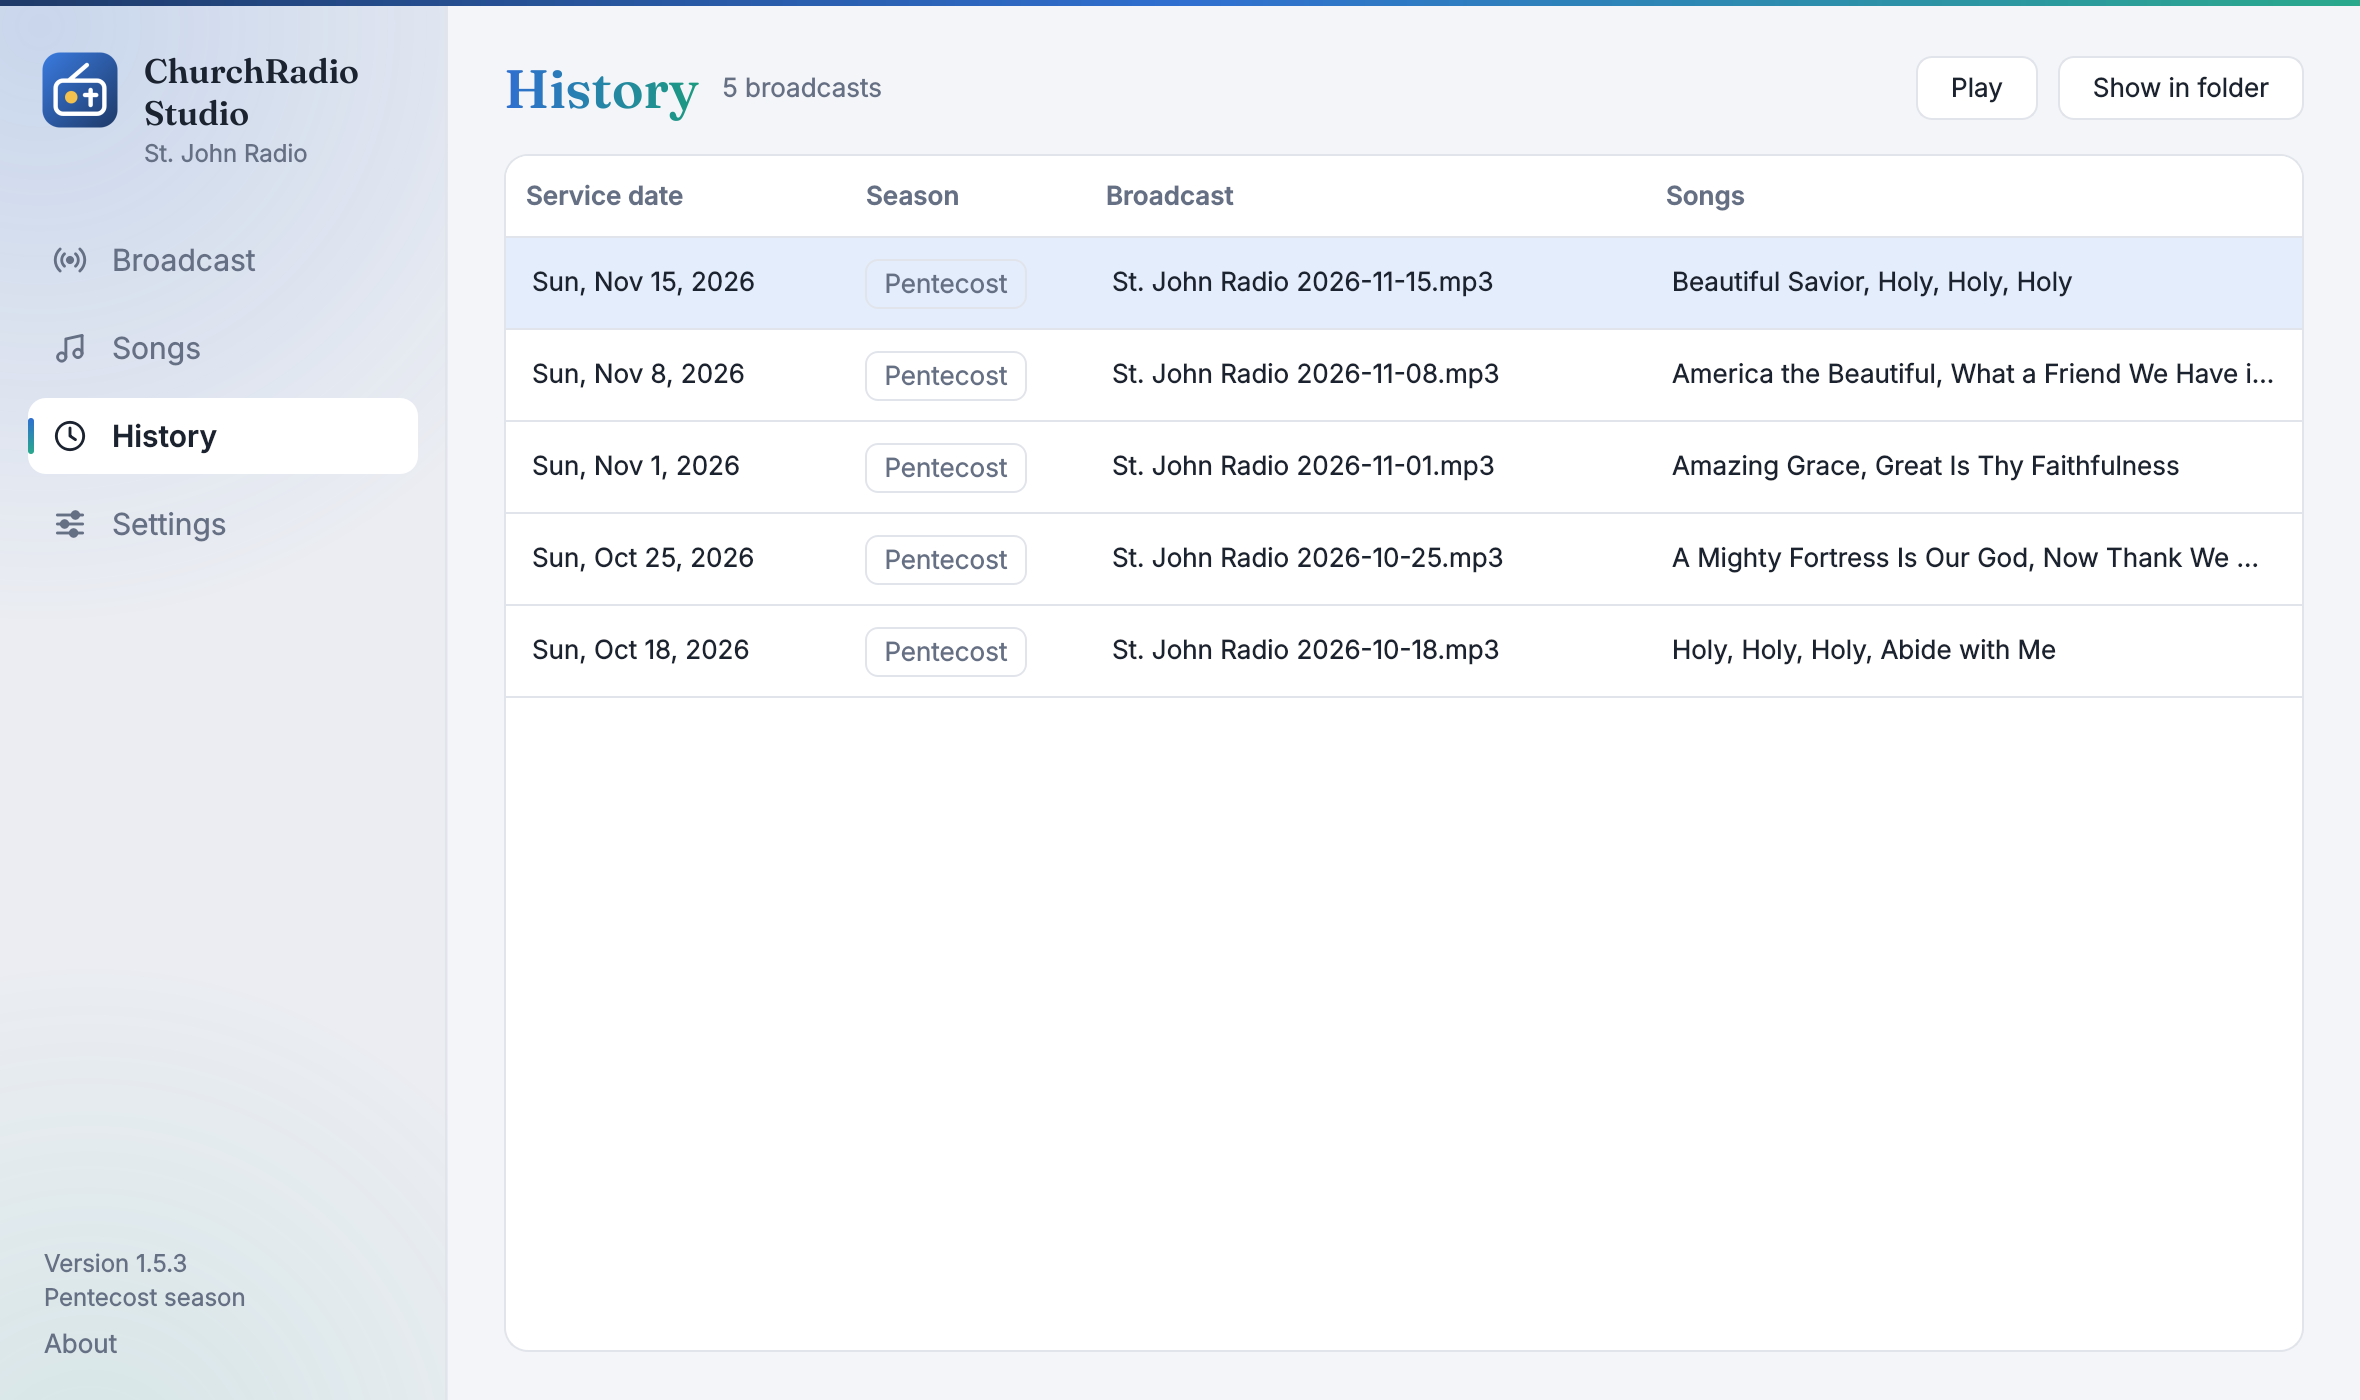 ChurchRadio
Studio
St. John Radio
Broadcast
Songs
History
Settings
Version 1.5.3
Pentecost season
About
History 5 broadcasts Play Show in folder
Service date Season Broadcast Songs
Sun, Nov 15, 2026 Pentecost St. John Radio 2026-11-15.mp3 Beautiful Savior, Holy, Holy, Holy
Sun, Nov 8, 2026 Pentecost St. John Radio 2026-11-08.mp3 America the Beautiful, What a Friend We Have i...
Sun, Nov 1, 2026 Pentecost St. John Radio 2026-11-01.mp3 Amazing Grace, Great Is Thy Faithfulness
Sun, Oct 25, 2026 Pentecost St. John Radio 2026-10-25.mp3 A Mighty Fortress Is Our God, Now Thank We ...
Sun, Oct 18, 2026 Pentecost St. John Radio 2026-10-18.mp3 Holy, Holy, Holy, Abide with Me